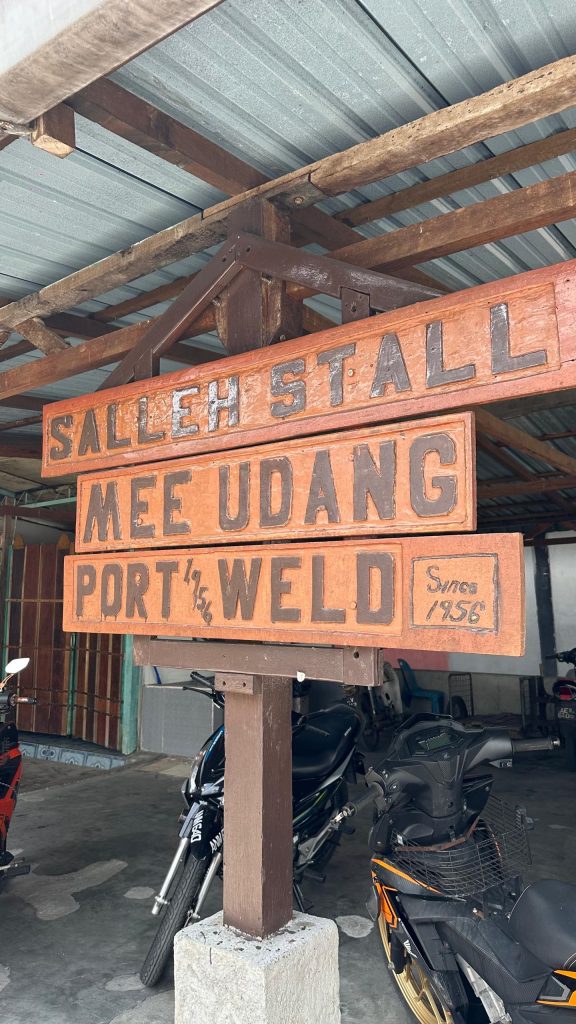 SALLEH STALL
MEE UDANG
PORT 1956 WELD
Since
1956